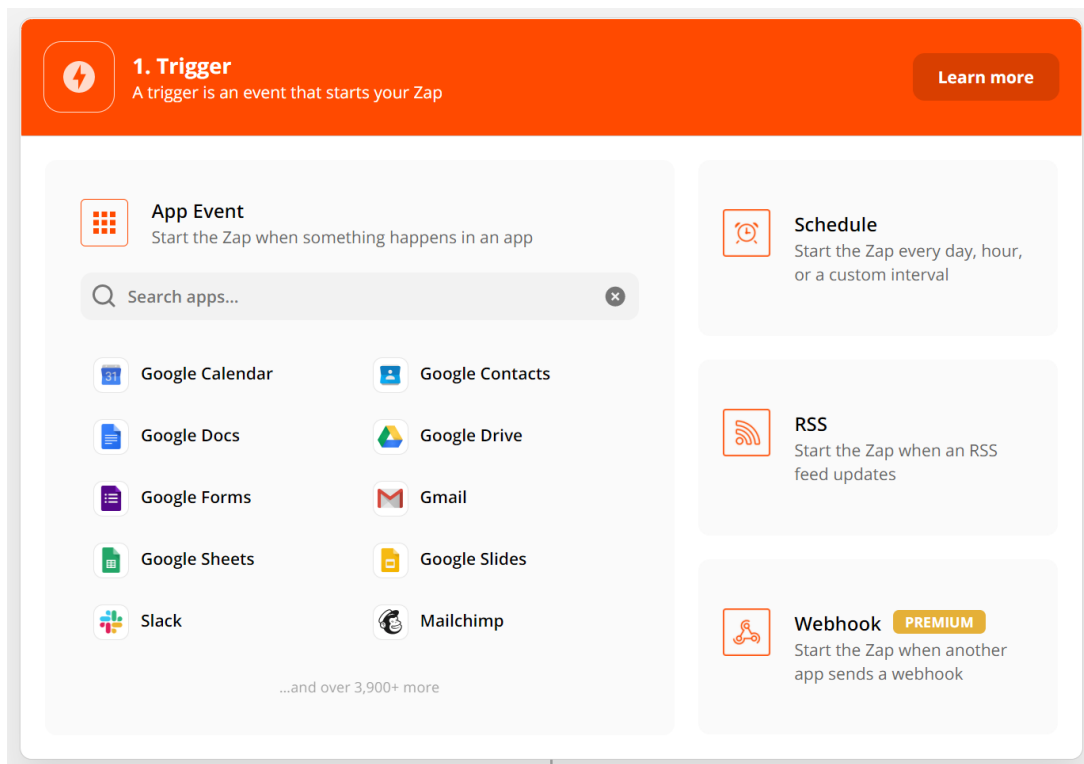 1. Trigger
A trigger is an event that starts your Zap
Learn more
App Event
Start the Zap when something happens in an app
Search apps...
31
Google Calendar
Google Contacts
Google Docs
Google Drive
Google Forms
Gmail
Google Sheets
Google Slides
Slack
Mailchimp
...and over 3,900+ more
Schedule
Start the Zap every day, hour,
or a custom interval
RSS
Start the Zap when an RSS
feed updates
Webhook PREMIUM
Start the Zap when another
app sends a webhook